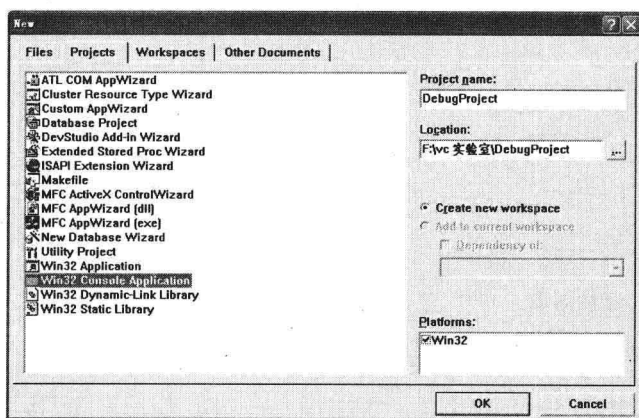 New
Files Projects Workspaces Other Documents
ATL COM AppWizard
Cluster Resource Type Wizard
Custom AppWizard
Database Project
DevStudio Add-in Wizard
Extended Stored Proc Wizard
ISAPI Extension Wizard
Makefile
MFC ActiveX ControlWizard
MFC AppWizard (dll)
MFC AppWizard (exe)
New Database Wizard
Utility Project
Win32 Application
Win32 Console Application
Win32 Dynamic-Link Library
Win32 Static Library
Project name:
DebugProject
Location:
F:\vc 实验室\DebugProject
...
Create new workspace
Add to current workspace
Dependency of:
Platforms:
Win32
OK Cancel